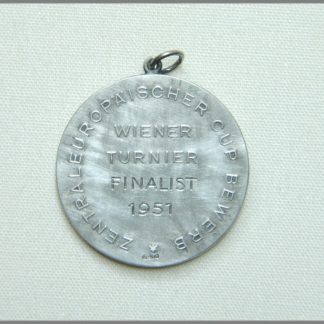 ZENTRALEUROPÄISCHER CUP BEWERB
WIENER
TURNIER
FINALIST
1951